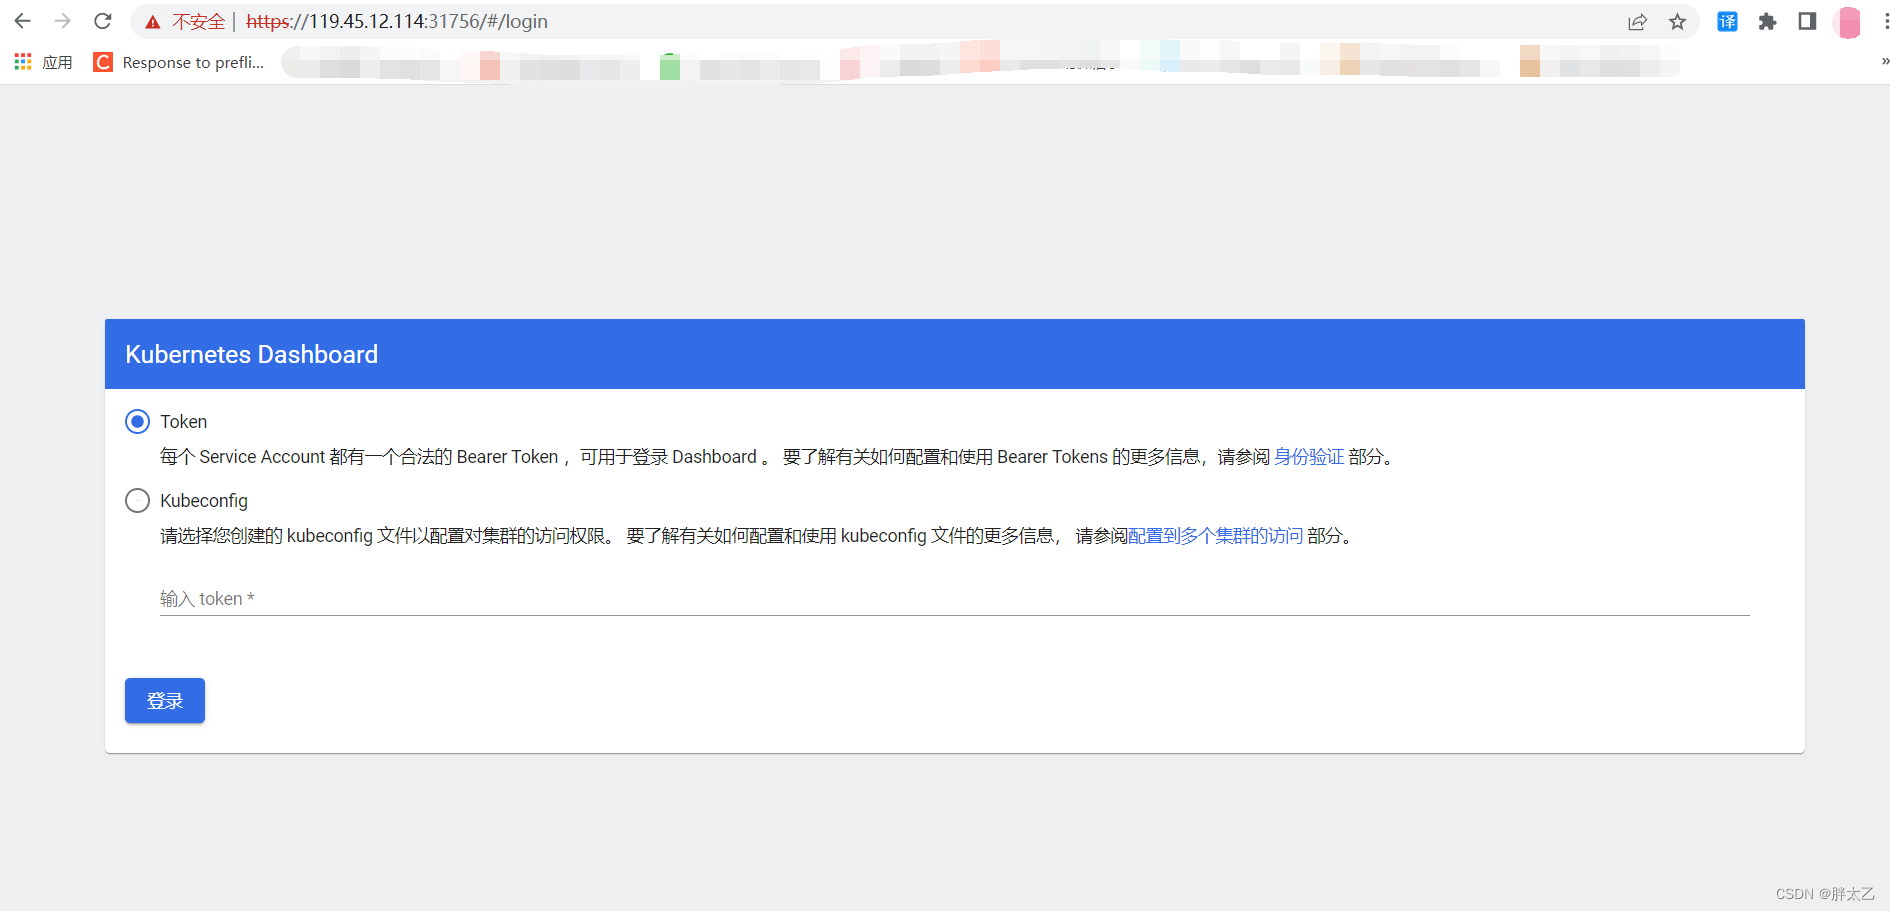 不安全 | https://119.45.12.114:31756/#/login
译
应用 C Response to prefli... »
Kubernetes Dashboard
Token
每个 Service Account 都有一个合法的 Bearer Token ，可用于登录 Dashboard 。 要了解有关如何配置和使用 Bearer Tokens 的更多信息，请参阅 身份验证 部分。
Kubeconfig
请选择您创建的 kubeconfig 文件以配置对集群的访问权限。 要了解有关如何配置和使用 kubeconfig 文件的更多信息， 请参阅配置到多个集群的访问 部分。
输入 token *
登录
CSDN @胖太乙